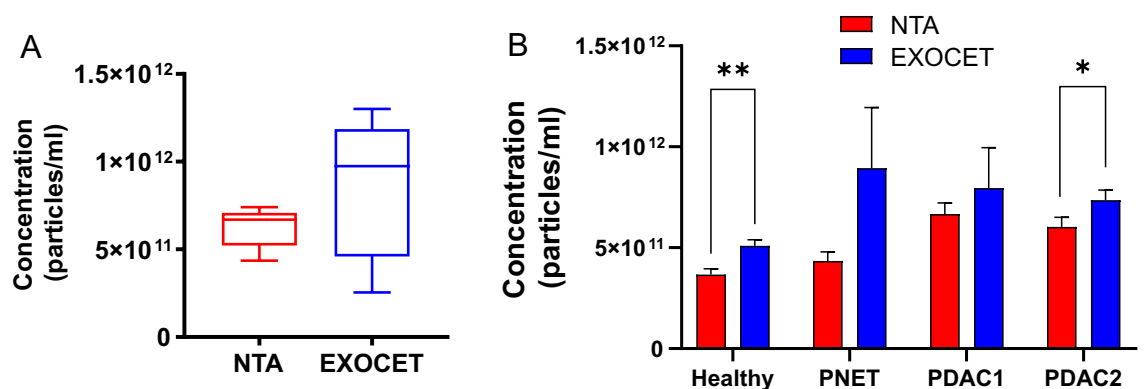 A
Concentration
(particles/ml)
1.5×10¹²
1×10¹²
5×10¹¹
0
NTA EXOCET
B
NTA
EXOCET
Concentration
(particles/ml)
1.5×10¹²
1×10¹²
5×10¹¹
0
**
*
Healthy PNET PDAC1 PDAC2